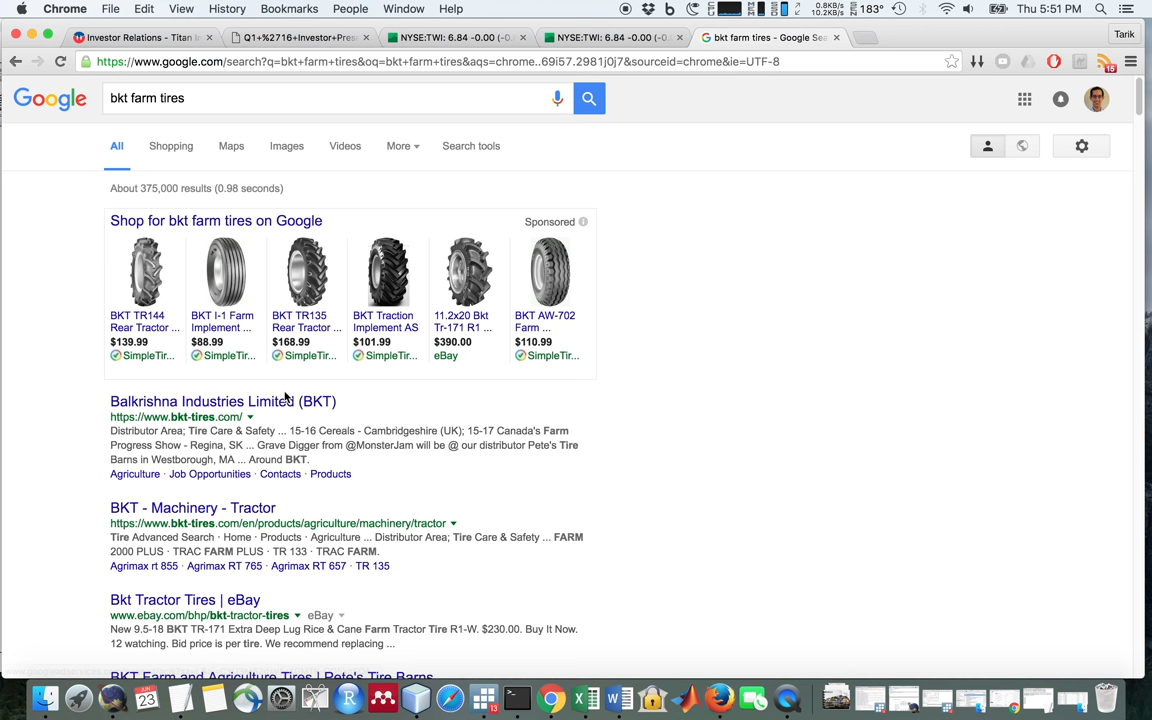 Chrome File Edit View History Bookmarks People Window Help 0.8KB/s 10.2KB/s 183° Thu 5:51 PM
Investor Relations - Titan In Q1+%2716+Investor+Pres NYSE:TWI: 6.84 -0.00 (-0. NYSE:TWI: 6.84 -0.00 (-0. bkt farm tires - Google Sea Tarik
https://www.google.com/search?q=bkt+farm+tires&oq=bkt+farm+tires&aqs=chrome..69i57.2981j0j7&sourceid=chrome&ie=UTF-8 15
Google bkt farm tires
All Shopping Maps Images Videos More Search tools
About 375,000 results (0.98 seconds)
Shop for bkt farm tires on Google Sponsored
BKT TR144 BKT I-1 Farm BKT TR135 BKT Traction 11.2x20 Bkt BKT AW-702
Rear Tractor ... Implement ... Rear Tractor ... Implement AS Tr-171 R1 ... Farm ...
$139.99 $88.99 $168.99 $101.99 $390.00 $110.99
SimpleTir... SimpleTir... SimpleTir... SimpleTir... eBay SimpleTir...
Balkrishna Industries Limited (BKT)
https://www.bkt-tires.com/
Distributor Area; Tire Care & Safety ... 15-16 Cereals - Cambridgeshire (UK); 15-17 Canada's Farm
Progress Show - Regina, SK ... Grave Digger from @MonsterJam will be @ our distributor Pete's Tire
Barns in Westborough, MA ... Around BKT.
Agriculture · Job Opportunities · Contacts · Products
BKT - Machinery - Tractor
https://www.bkt-tires.com/en/products/agriculture/machinery/tractor
Tire Advanced Search · Home · Products · Agriculture ... Distributor Area; Tire Care & Safety ... FARM
2000 PLUS · TRAC FARM PLUS · TR 133 · TRAC FARM.
Agrimax rt 855 · Agrimax RT 765 · Agrimax RT 657 · TR 135
Bkt Tractor Tires | eBay
www.ebay.com/bhp/bkt-tractor-tires eBay
New 9.5-18 BKT TR-171 Extra Deep Lug Rice & Cane Farm Tractor Tire R1-W. $230.00. Buy It Now.
12 watching. Bid price is per tire. We recommend replacing ...
BKT Farm and Agriculture Tires | Pete's Tire Barns
JUN
23 13